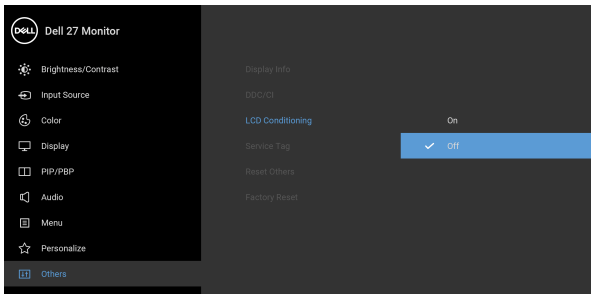 DELL Dell 27 Monitor
Brightness/Contrast Display Info
Input Source DDC/CI
Color LCD Conditioning On
Display Service Tag Off
PIP/PBP Reset Others
Audio Factory Reset
Menu
Personalize
Others